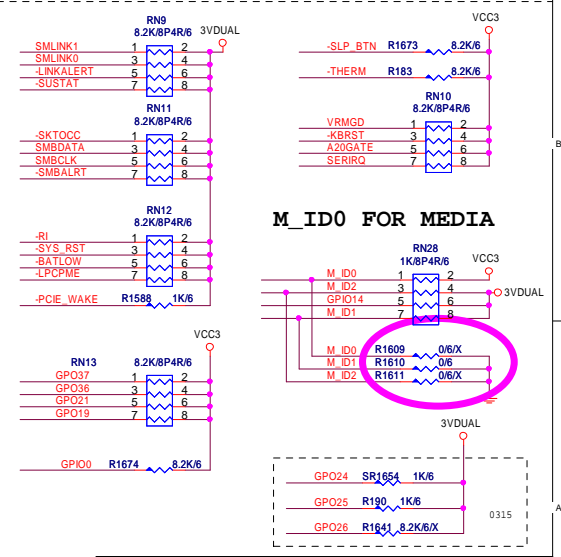 RN9
8.2K/8P4R/6
3VDUAL
SMLINK1 1 2
SMLINK0 3 4
-LINKALERT 5 6
-SUSTAT 7 8
RN11
8.2K/8P4R/6
-SKTOCC 1 2
SMBDATA 3 4
SMBCLK 5 6
-SMBALRT 7 8
RN12
8.2K/8P4R/6
-RI 1 2
-SYS_RST 3 4
-BATLOW 5 6
-LPCPME 7 8
-PCIE_WAKE R1588 1K/6
VCC3
RN13 8.2K/8P4R/6
GPO37 1 2
GPO36 3 4
GPO21 5 6
GPO19 7 8
GPIO0 R1674 8.2K/6
VCC3
-SLP_BTN R1673 8.2K/6
-THERM R183 8.2K/6
RN10
8.2K/8P4R/6
VRMGD 1 2
-KBRST 3 4
A20GATE 5 6
SERIRQ 7 8
B
M_ID0 FOR MEDIA
RN28
1K/8P4R/6
VCC3
M_ID0 1 2
M_ID2 3 4
3VDUAL
GPIO14 5 6
M_ID1 7 8
M_ID0 R1609 0/6/X
M_ID1 R1610 0/6
M_ID2 R1611 0/6/X
3VDUAL
GPO24 SR1654 1K/6
GPO25 R190 1K/6
GPO26 R1641 8.2K/6/X
0315
A